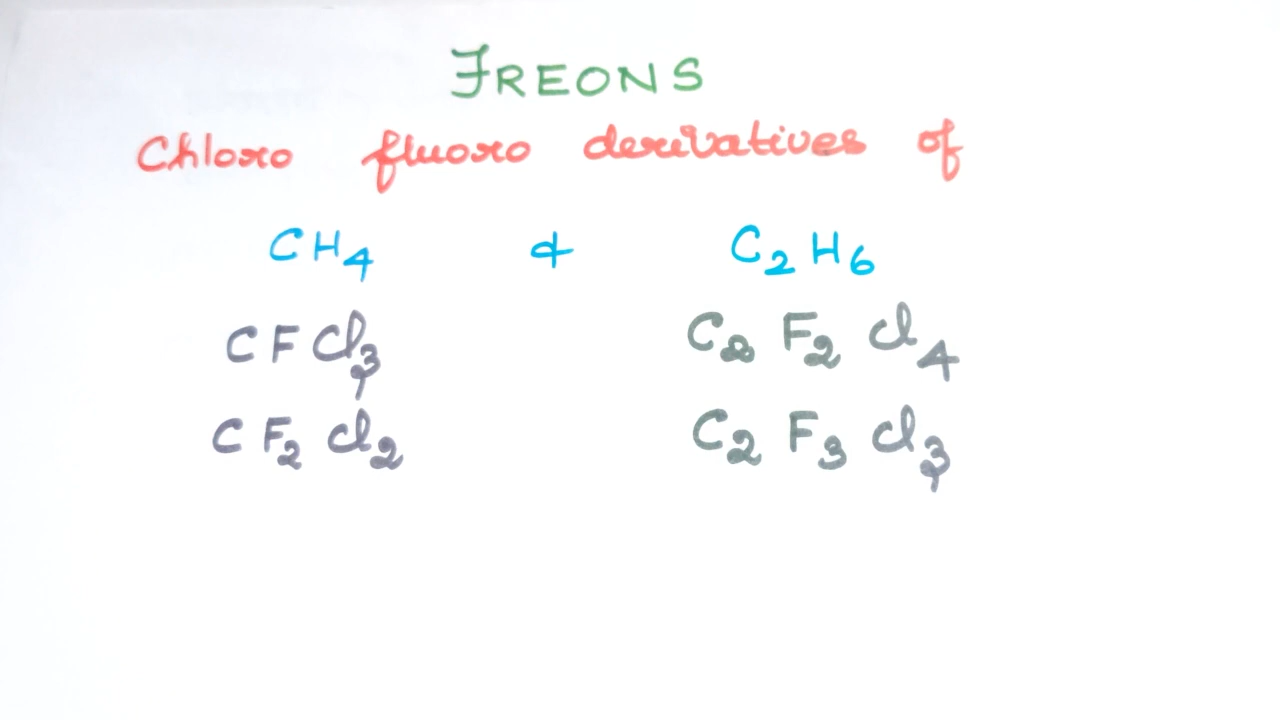 FREONS
Chloro fluoro derivatives of
CH4 & C2H6
CFCl3 C2F2Cl4
CF2Cl2 C2F3Cl3